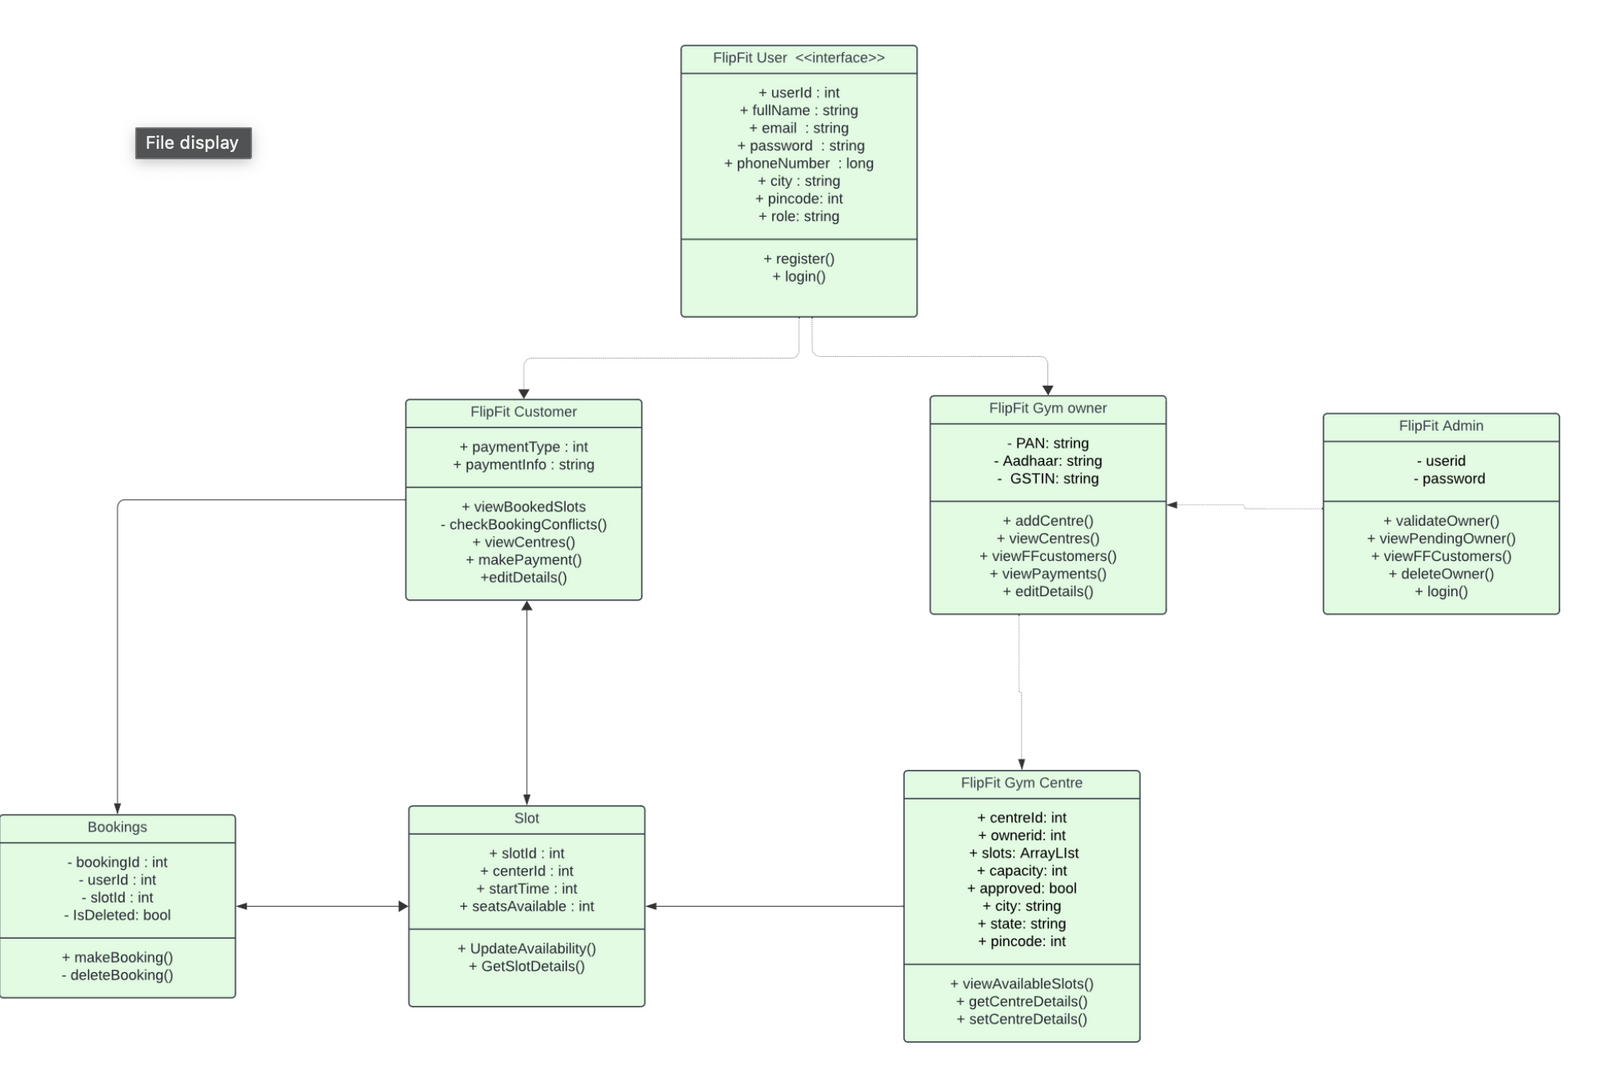 FlipFit User  <<interface>>
+ userId : int
+ fullName : string
+ email  : string
+ password  : string
+ phoneNumber  : long
+ city : string
+ pincode: int
+ role: string
+ register()
+ login()
File display
FlipFit Customer
+ paymentType : int
+ paymentInfo : string
+ viewBookedSlots
- checkBookingConflicts()
+ viewCentres()
+ makePayment()
+editDetails()
FlipFit Gym owner
- PAN: string
- Aadhaar: string
-  GSTIN: string
+ addCentre()
+ viewCentres()
+ viewFFcustomers()
+ viewPayments()
+ editDetails()
FlipFit Admin
- userid
- password
+ validateOwner()
+ viewPendingOwner()
+ viewFFCustomers()
+ deleteOwner()
+ login()
Bookings
- bookingId : int
- userId : int
- slotId : int
- IsDeleted: bool
+ makeBooking()
- deleteBooking()
Slot
+ slotId : int
+ centerId : int
+ startTime : int
+ seatsAvailable : int
+ UpdateAvailability()
+ GetSlotDetails()
FlipFit Gym Centre
+ centreId: int
+ ownerid: int
+ slots: ArrayLIst
+ capacity: int
+ approved: bool
+ city: string
+ state: string
+ pincode: int
+ viewAvailableSlots()
+ getCentreDetails()
+ setCentreDetails()